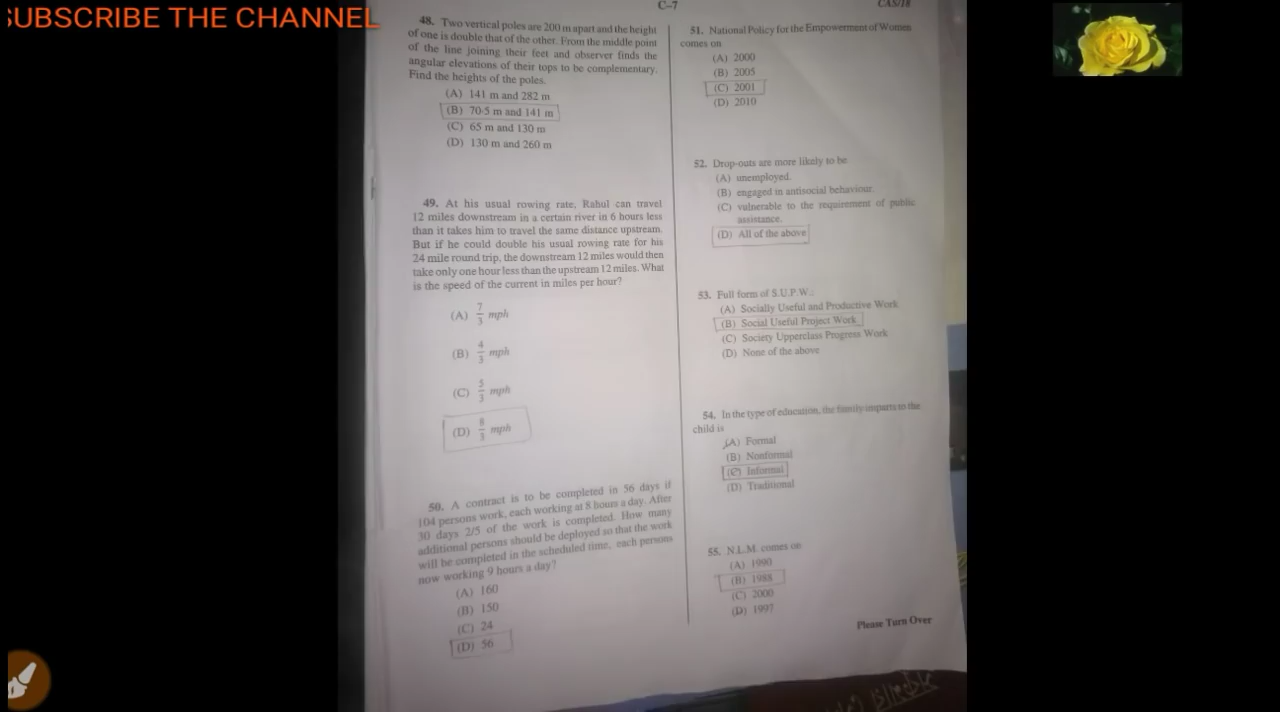 SUBSCRIBE THE CHANNEL
C–7
CAS/18
48. Two vertical poles are 200 m apart and the height
of one is double that of the other. From the middle point
of the line joining their feet and observer finds the
angular elevations of their tops to be complementary.
Find the heights of the poles.
(A) 141 m and 282 m
(B) 70·5 m and 141 m
(C) 65 m and 130 m
(D) 130 m and 260 m
49. At his usual rowing rate, Rahul can travel
12 miles downstream in a certain river in 6 hours less
than it takes him to travel the same distance upstream.
But if he could double his usual rowing rate for his
24 mile round trip, the downstream 12 miles would then
take only one hour less than the upstream 12 miles. What
is the speed of the current in miles per hour?
(A) 7/3 mph
(B) 4/3 mph
(C) 5/3 mph
(D) 8/3 mph
50. A contract is to be completed in 56 days if
104 persons work, each working at 8 hours a day. After
30 days 2/5 of the work is completed. How many
additional persons should be deployed so that the work
will be completed in the scheduled time, each persons
now working 9 hours a day?
(A) 160
(B) 150
(C) 24
(D) 56
51. National Policy for the Empowerment of Women
comes on
(A) 2000
(B) 2005
(C) 2001
(D) 2010
52. Drop-outs are more likely to be
(A) unemployed.
(B) engaged in antisocial behaviour.
(C) vulnerable to the requirement of public
assistance.
(D) All of the above
53. Full form of S.U.P.W.:
(A) Socially Useful and Productive Work
(B) Social Useful Project Work
(C) Society Upperclass Progress Work
(D) None of the above
54. In the type of education, the family imparts to the
child is
(A) Formal
(B) Nonformal
(C) Informal
(D) Traditional
55. N.L.M. comes on
(A) 1990
(B) 1988
(C) 2000
(D) 1997
Please Turn Over